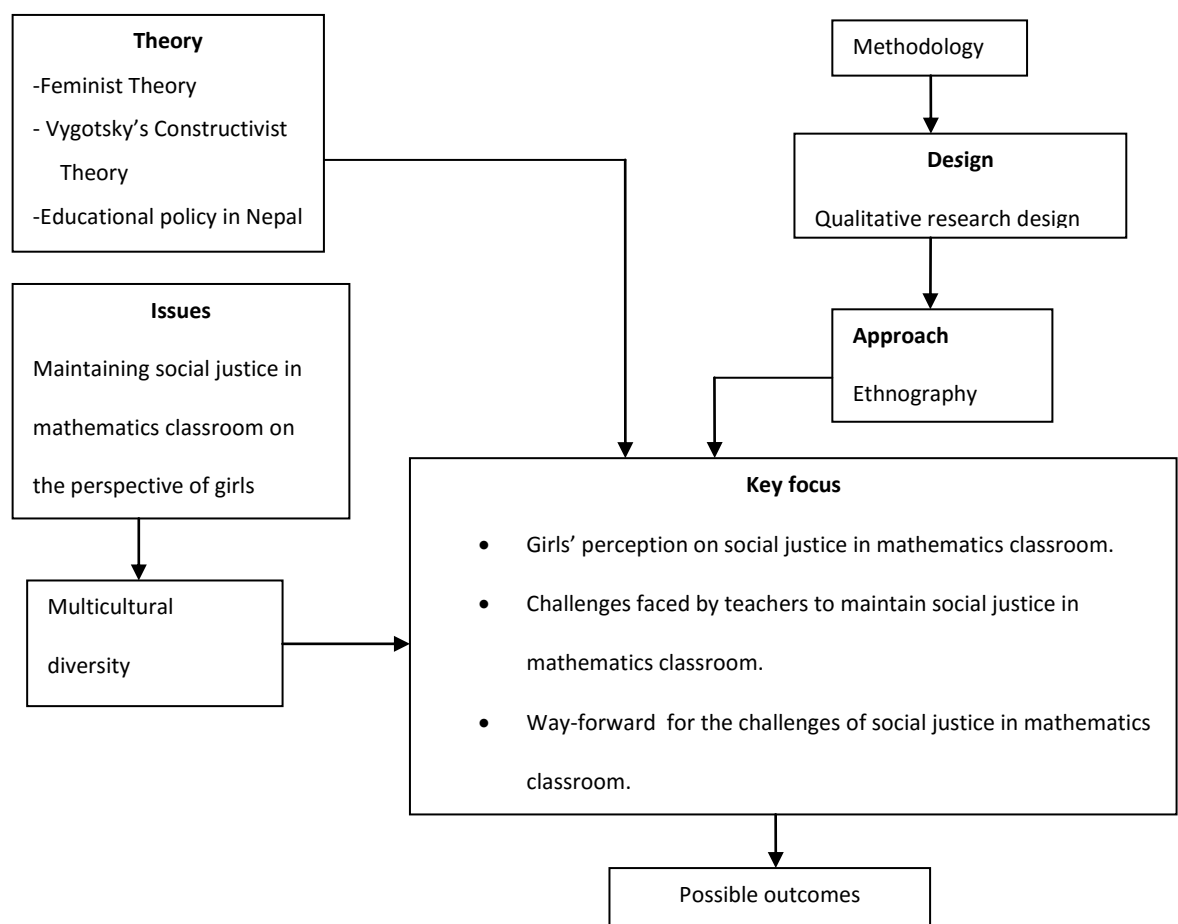 Theory
-Feminist Theory
- Vygotsky’s Constructivist
Theory
-Educational policy in Nepal
Issues
Maintaining social justice in
mathematics classroom on
the perspective of girls
Multicultural
diversity
Methodology
Design
Qualitative research design
Approach
Ethnography
Key focus
• Girls’ perception on social justice in mathematics classroom.
• Challenges faced by teachers to maintain social justice in
mathematics classroom.
• Way-forward for the challenges of social justice in mathematics
classroom.
Possible outcomes